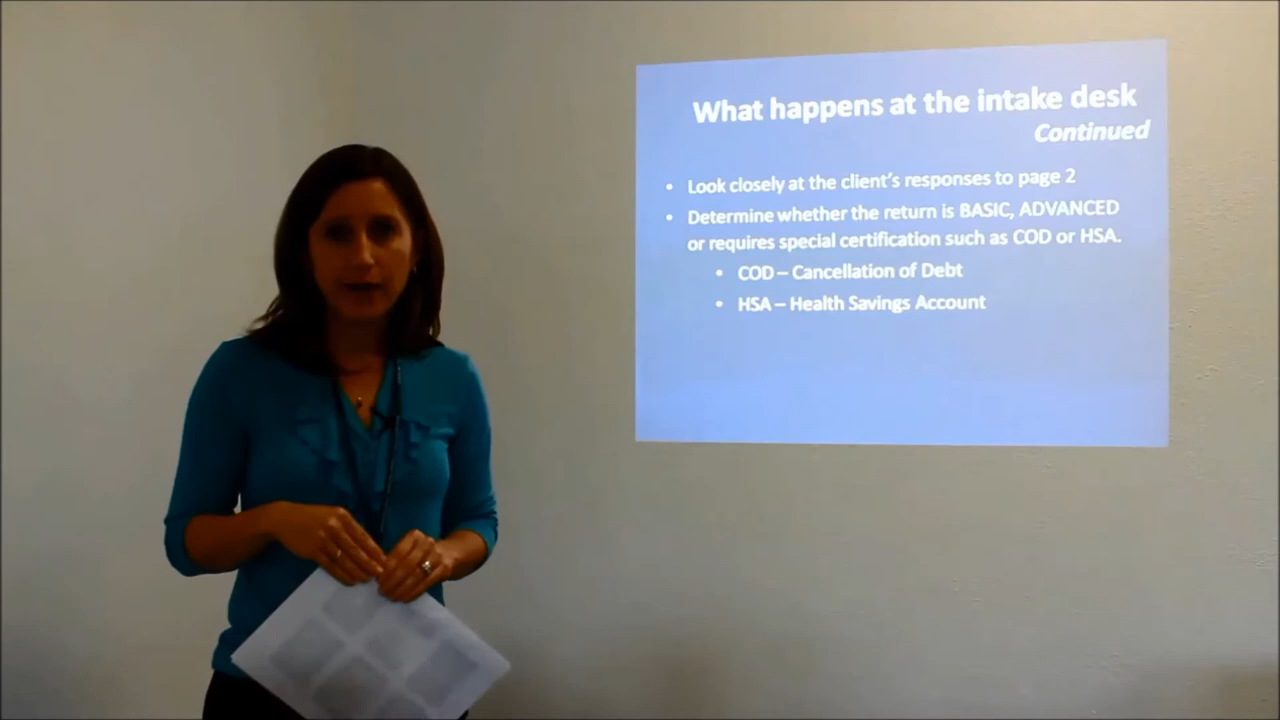 What happens at the intake desk
Continued
• Look closely at the client's responses to page 2
• Determine whether the return is BASIC, ADVANCED
or requires special certification such as COD or HSA.
• COD – Cancellation of Debt
• HSA – Health Savings Account